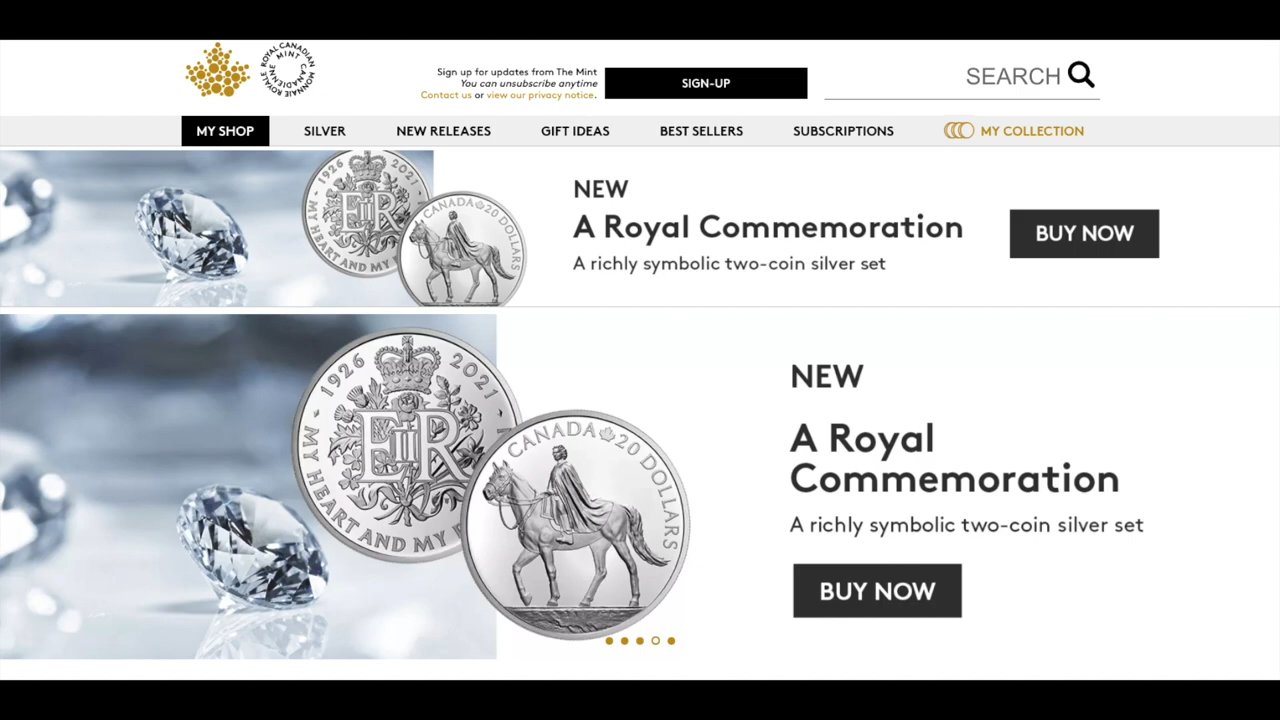 ROYAL CANADIAN MINT
MONNAIE ROYALE CANADIENNE
Sign up for updates from The Mint
You can unsubscribe anytime
Contact us or view our privacy notice.
SIGN-UP
SEARCH
MY SHOP
SILVER
NEW RELEASES
GIFT IDEAS
BEST SELLERS
SUBSCRIPTIONS
MY COLLECTION
1926 2021
EIIR
MY HEART AND MY
CANADA 20 DOLLARS
NEW
A Royal Commemoration
A richly symbolic two-coin silver set
BUY NOW
1926 2021
EIIR
MY HEART AND MY
CANADA 20 DOLLARS
NEW
A Royal
Commemoration
A richly symbolic two-coin silver set
BUY NOW